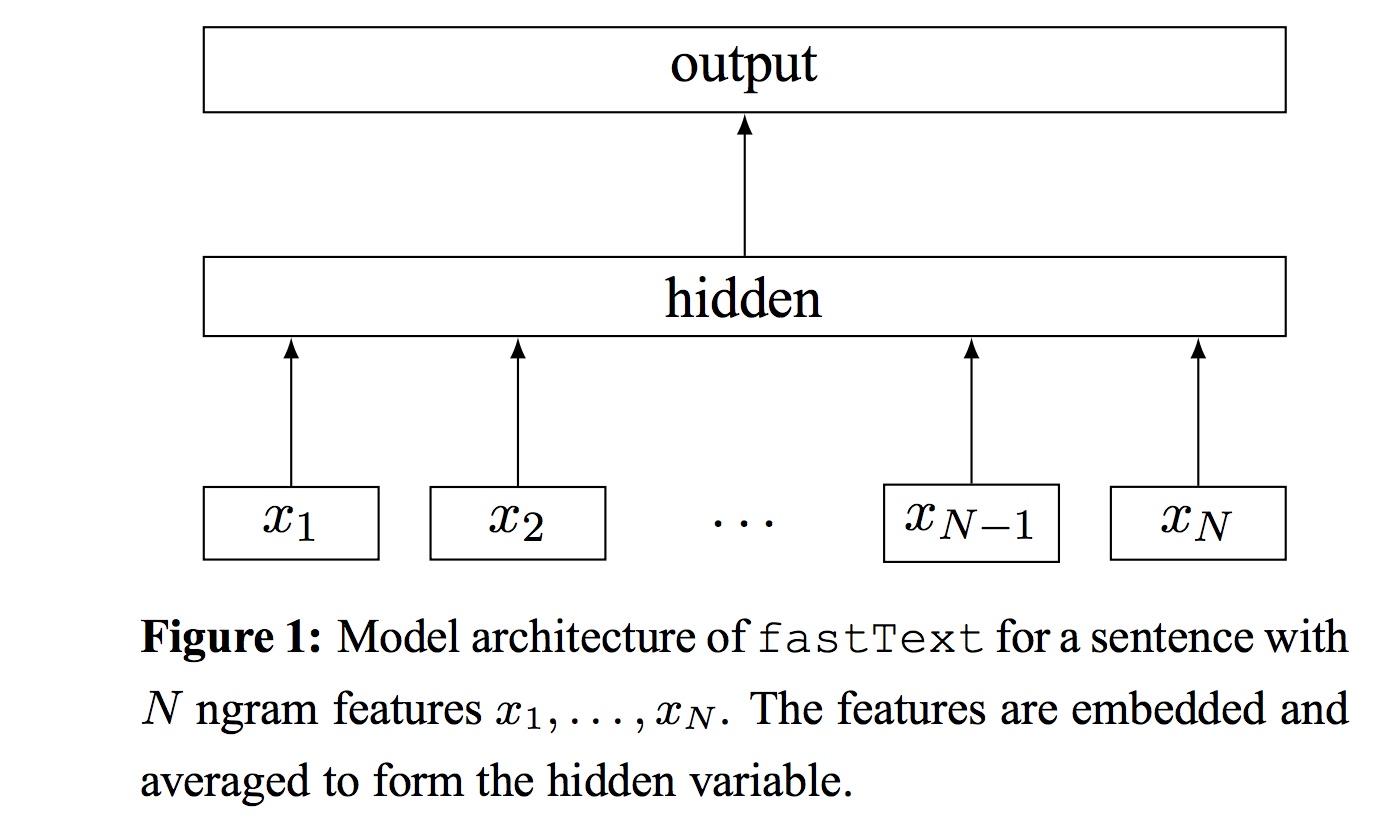 output
hidden
x1 x2 ... xN−1 xN
Figure 1: Model architecture of fastText for a sentence with
N ngram features x1, . . . , xN. The features are embedded and
averaged to form the hidden variable.